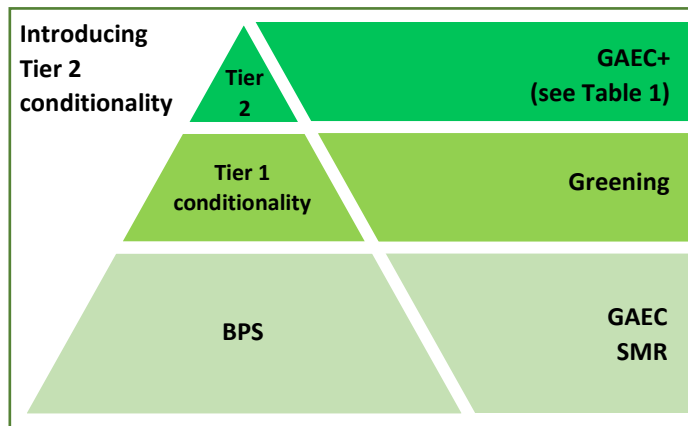 Introducing
Tier 2
conditionality
Tier
2
GAEC+
(see Table 1)
Tier 1
conditionality
Greening
BPS
GAEC
SMR